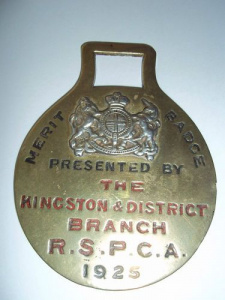 MERIT BADGE
PRESENTED BY
THE
KINGSTON & DISTRICT
BRANCH
R.S.P.C.A.
1925